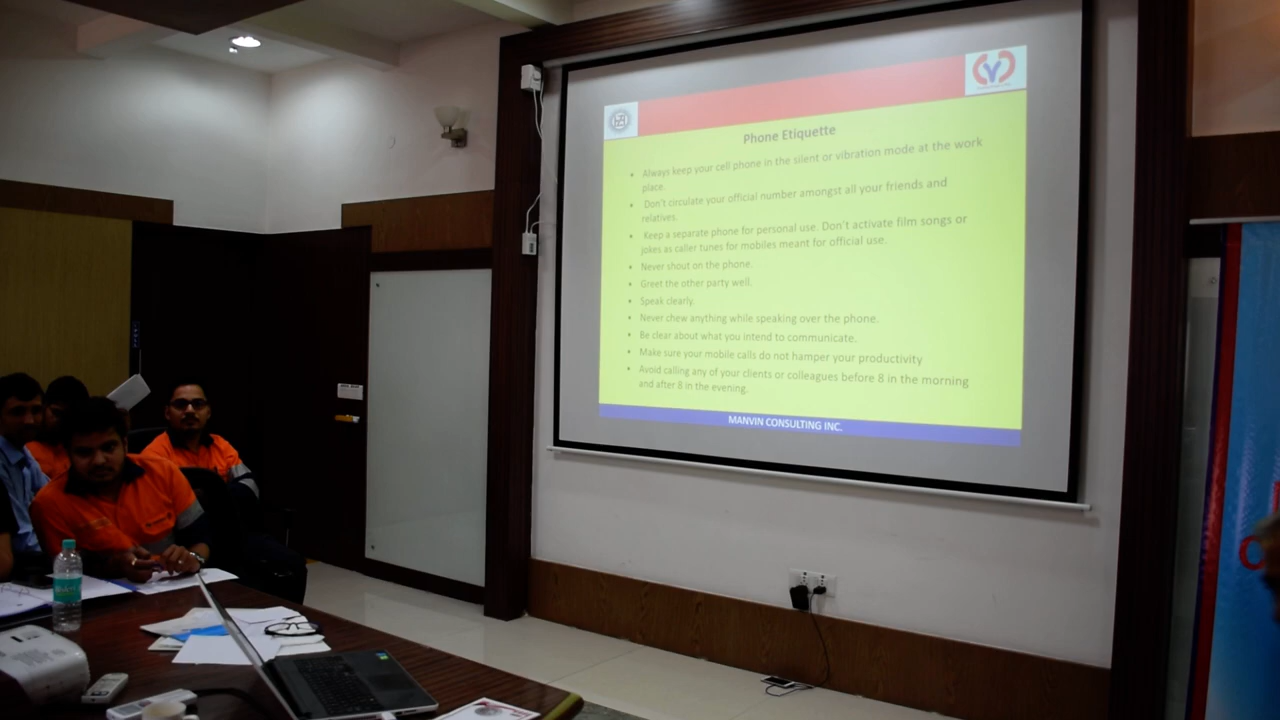 Phone Etiquette
• Always keep your cell phone in the silent or vibration mode at the work
place.
• Don't circulate your official number amongst all your friends and
relatives.
• Keep a separate phone for personal use. Don't activate film songs or
jokes as caller tunes for mobiles meant for official use.
• Never shout on the phone.
• Greet the other party well.
• Speak clearly.
• Never chew anything while speaking over the phone.
• Be clear about what you intend to communicate.
• Make sure your mobile calls do not hamper your productivity
• Avoid calling any of your clients or colleagues before 8 in the morning
and after 8 in the evening.
MANVIN CONSULTING INC.